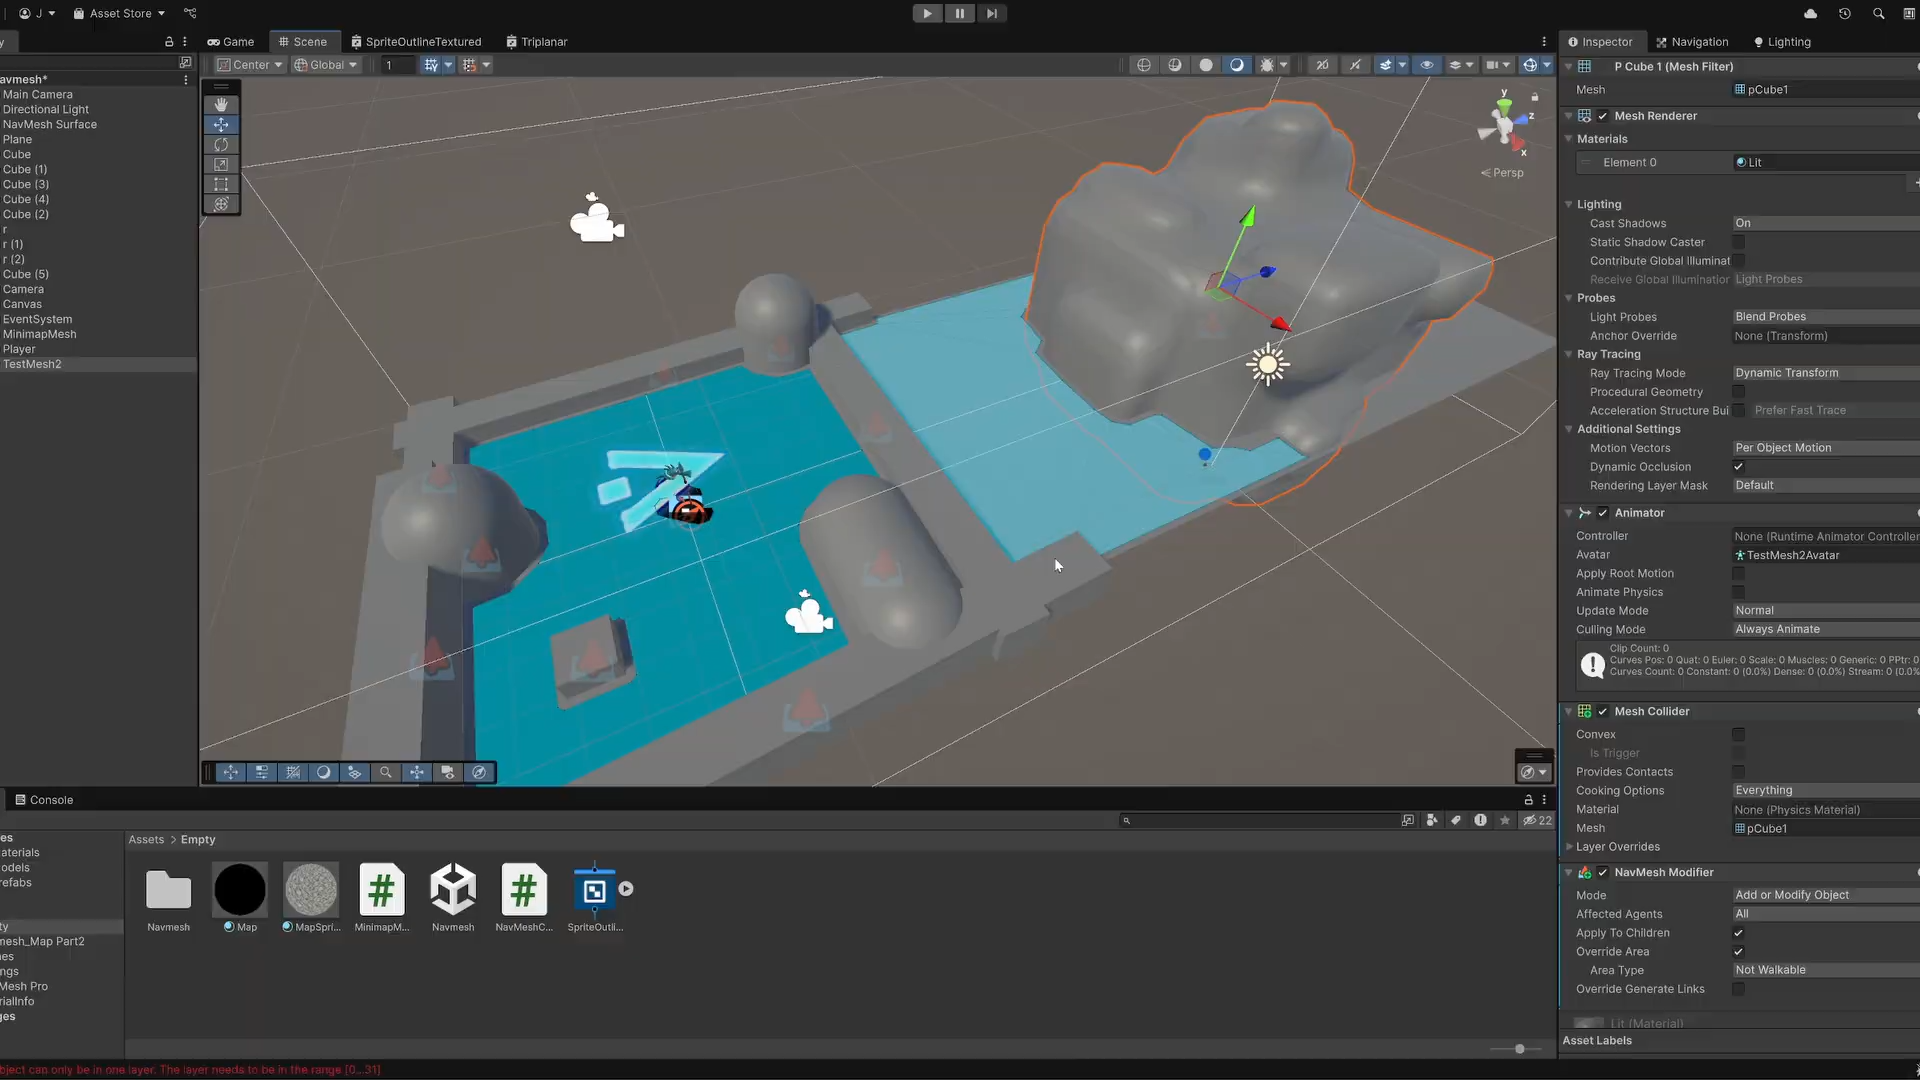 J
Asset Store
Game
Scene
SpriteOutlineTextured
Triplanar
Inspector
Navigation
Lighting
Center
Global
1
avmesh*
Main Camera
Directional Light
NavMesh Surface
Plane
Cube
Cube (1)
Cube (3)
Cube (4)
Cube (2)
r
r (1)
r (2)
Cube (5)
Camera
Canvas
EventSystem
MinimapMesh
Player
TestMesh2
y
z
x
Persp
P Cube 1 (Mesh Filter)
Mesh pCube1
Mesh Renderer
Materials
Element 0 Lit
Lighting
Cast Shadows On
Static Shadow Caster
Contribute Global Illuminat
Receive Global Illumination Light Probes
Probes
Light Probes Blend Probes
Anchor Override None (Transform)
Ray Tracing
Ray Tracing Mode Dynamic Transform
Procedural Geometry
Acceleration Structure Bui Prefer Fast Trace
Additional Settings
Motion Vectors Per Object Motion
Dynamic Occlusion
Rendering Layer Mask Default
Animator
Controller None (Runtime Animator Controller
Avatar TestMesh2Avatar
Apply Root Motion
Animate Physics
Update Mode Normal
Culling Mode Always Animate
Clip Count: 0
Curves Pos: 0 Quat: 0 Euler: 0 Scale: 0 Muscles: 0 Generic: 0 PPtr: 0
Curves Count: 0 Constant: 0 (0.0%) Dense: 0 (0.0%) Stream: 0 (0.0%
Mesh Collider
Convex
Is Trigger
Provides Contacts
Cooking Options Everything
Material None (Physics Material)
Mesh pCube1
Layer Overrides
NavMesh Modifier
Mode Add or Modify Object
Affected Agents All
Apply To Children
Override Area
Area Type Not Walkable
Override Generate Links
Lit (Material)
Asset Labels
Console
22
Assets > Empty
es
aterials
odels
refabs
ty
mesh_Map Part2
nes
ngs
Mesh Pro
rialInfo
ges
Navmesh
Map
MapSpri...
MinimapM...
Navmesh
NavMeshC...
SpriteOutli...
object can only be in one layer. The layer needs to be in the range [0...31]